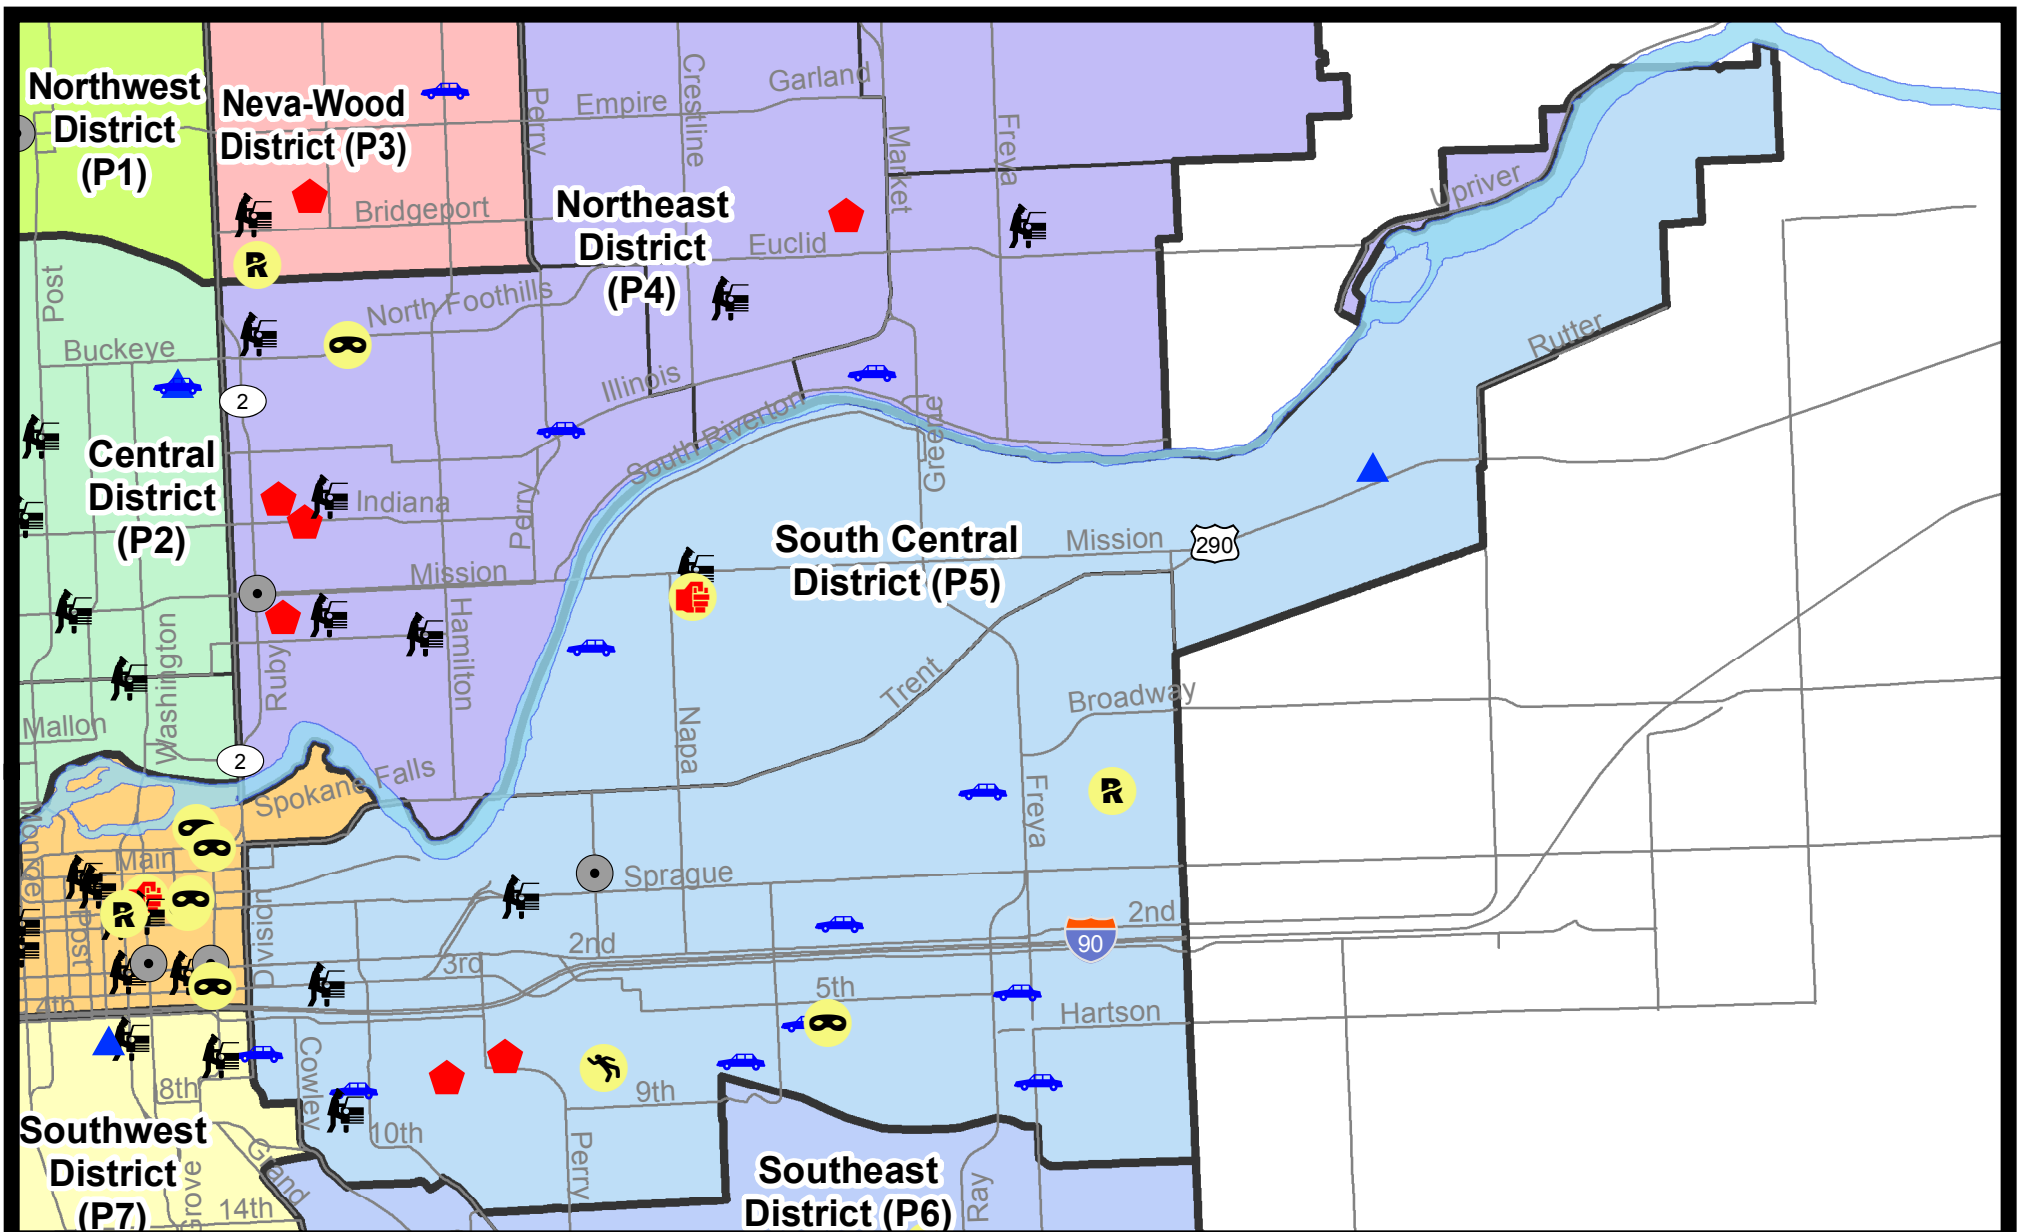 Northwest
District
(P1)
Neva-Wood
District (P3)
Northeast
District
(P4)
Central
District
(P2)
South Central
District (P5)
Southwest
District
(P7)
Southeast
District (P6)
Garland
Empire
Crestline
Perry
Market
Freya
Bridgeport
Euclid
Upriver
Post
North Foothills
Buckeye
Rutter
Illinois
2
South Riverton
Greene
Indiana
Perry
Mission
290
Mission
Hamilton
Washington
Ruby
Trent
Broadway
Napa
Mallon
2
Spokane Falls
Freya
R
R
R
Main
Sprague
Post
Division
2nd
90
2nd
3rd
5th
4th
Hartson
Cowley
8th
9th
10th
Perry
Grand
Grove
14th
Ray